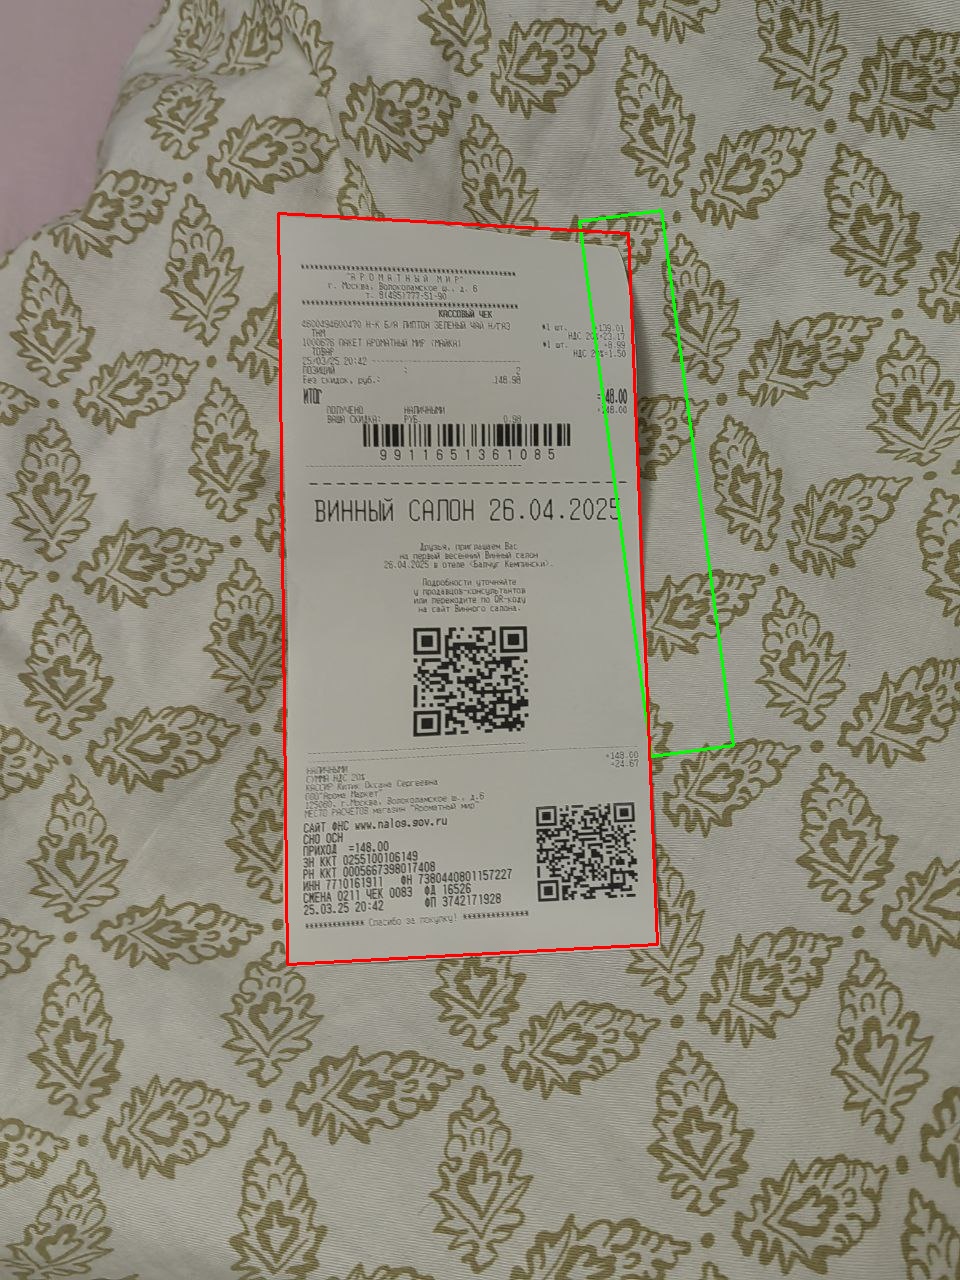 "АРОМАТНЫЙ МИР"
г. Москва, Волоколамское ш., д. 6
т. 8(495)777-51-90
КАССОВЫЙ ЧЕК
4600494600470 Н-К Б/А ЛИПТОН ЗЕЛЕНЫЙ ЧАЙ Н/ГАЗ *1 шт. =139.01
ТНМ НДС 20%=23.17
1000676 ПАКЕТ АРОМАТНЫЙ МИР (МАЙКА) *1 шт. =8.99
ТОВАР НДС 20%=1.50
25/03/25 20:42
ПОЗИЦИЙ : 2
Без скидок, руб.: 148.98
ИТОГ =148.00
ПОЛУЧЕНО НАЛИЧНЫМИ =148.00
ВАША СКИДКА: РУБ. 0.98
9911651361085
ВИННЫЙ САЛОН 26.04.2025
Друзья, приглашаем Вас
на первый весенний Винный салон
26.04.2025 в отеле <Балчуг Кемпински>.
Подробности уточняйте
у продавцов-консультантов
или переходите по QR-коду
на сайт Винного салона.
НАЛИЧНЫМИ =148.00
СУММА НДС 20% =24.67
КАССИР Китик Оксана Сергеевна
ООО"Арома Маркет"
125080, г.Москва, Волоколамское ш., д.6
МЕСТО РАСЧЕТОВ магазин "Ароматный мир"
САЙТ ФНС www.nalog.gov.ru
СНО ОСН
ПРИХОД =148.00
ЗН ККТ 0255100106149
РН ККТ 0005667398017408
ИНН 7710161911 ФН 7380440801157227
СМЕНА 0211 ЧЕК 0083 ФД 16526
25.03.25 20:42 ФП 3742171928
************* Спасибо за покупку! **************